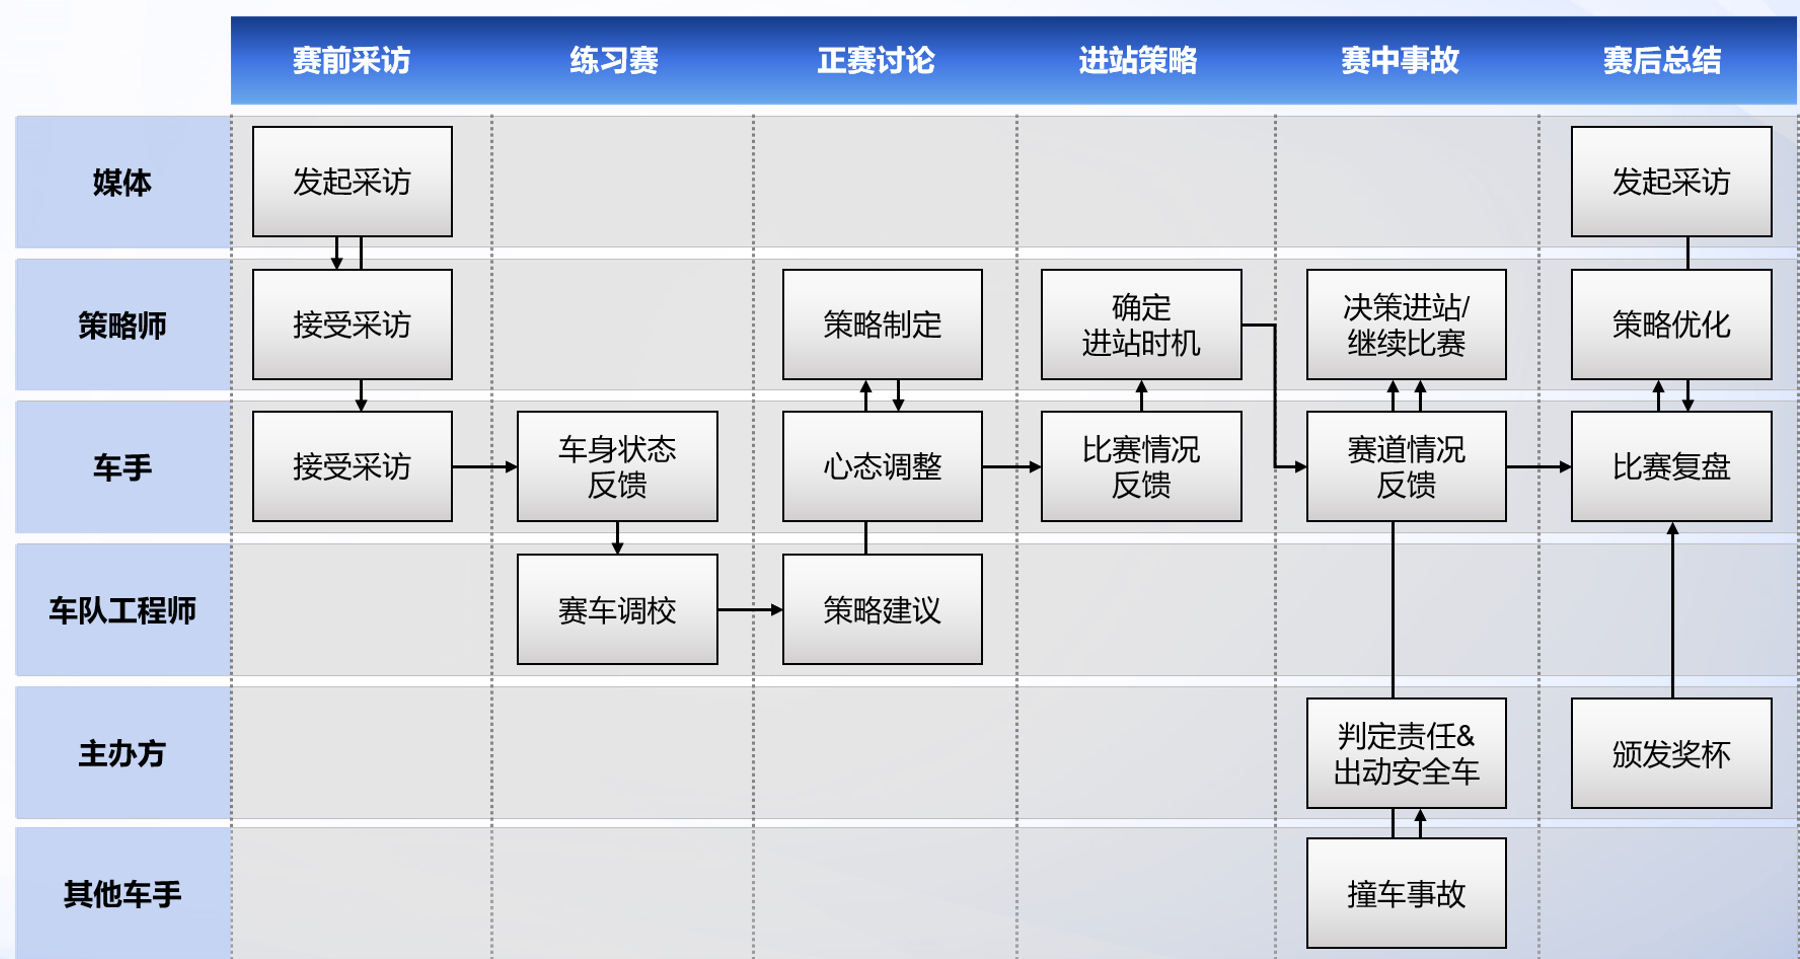 赛前采访
练习赛
正赛讨论
进站策略
赛中事故
赛后总结
媒体
发起采访
发起采访
策略师
接受采访
策略制定
确定
进站时机
决策进站/
继续比赛
策略优化
车手
接受采访
车身状态
反馈
心态调整
比赛情况
反馈
赛道情况
反馈
比赛复盘
车队工程师
赛车调校
策略建议
主办方
判定责任&
出动安全车
颁发奖杯
其他车手
撞车事故